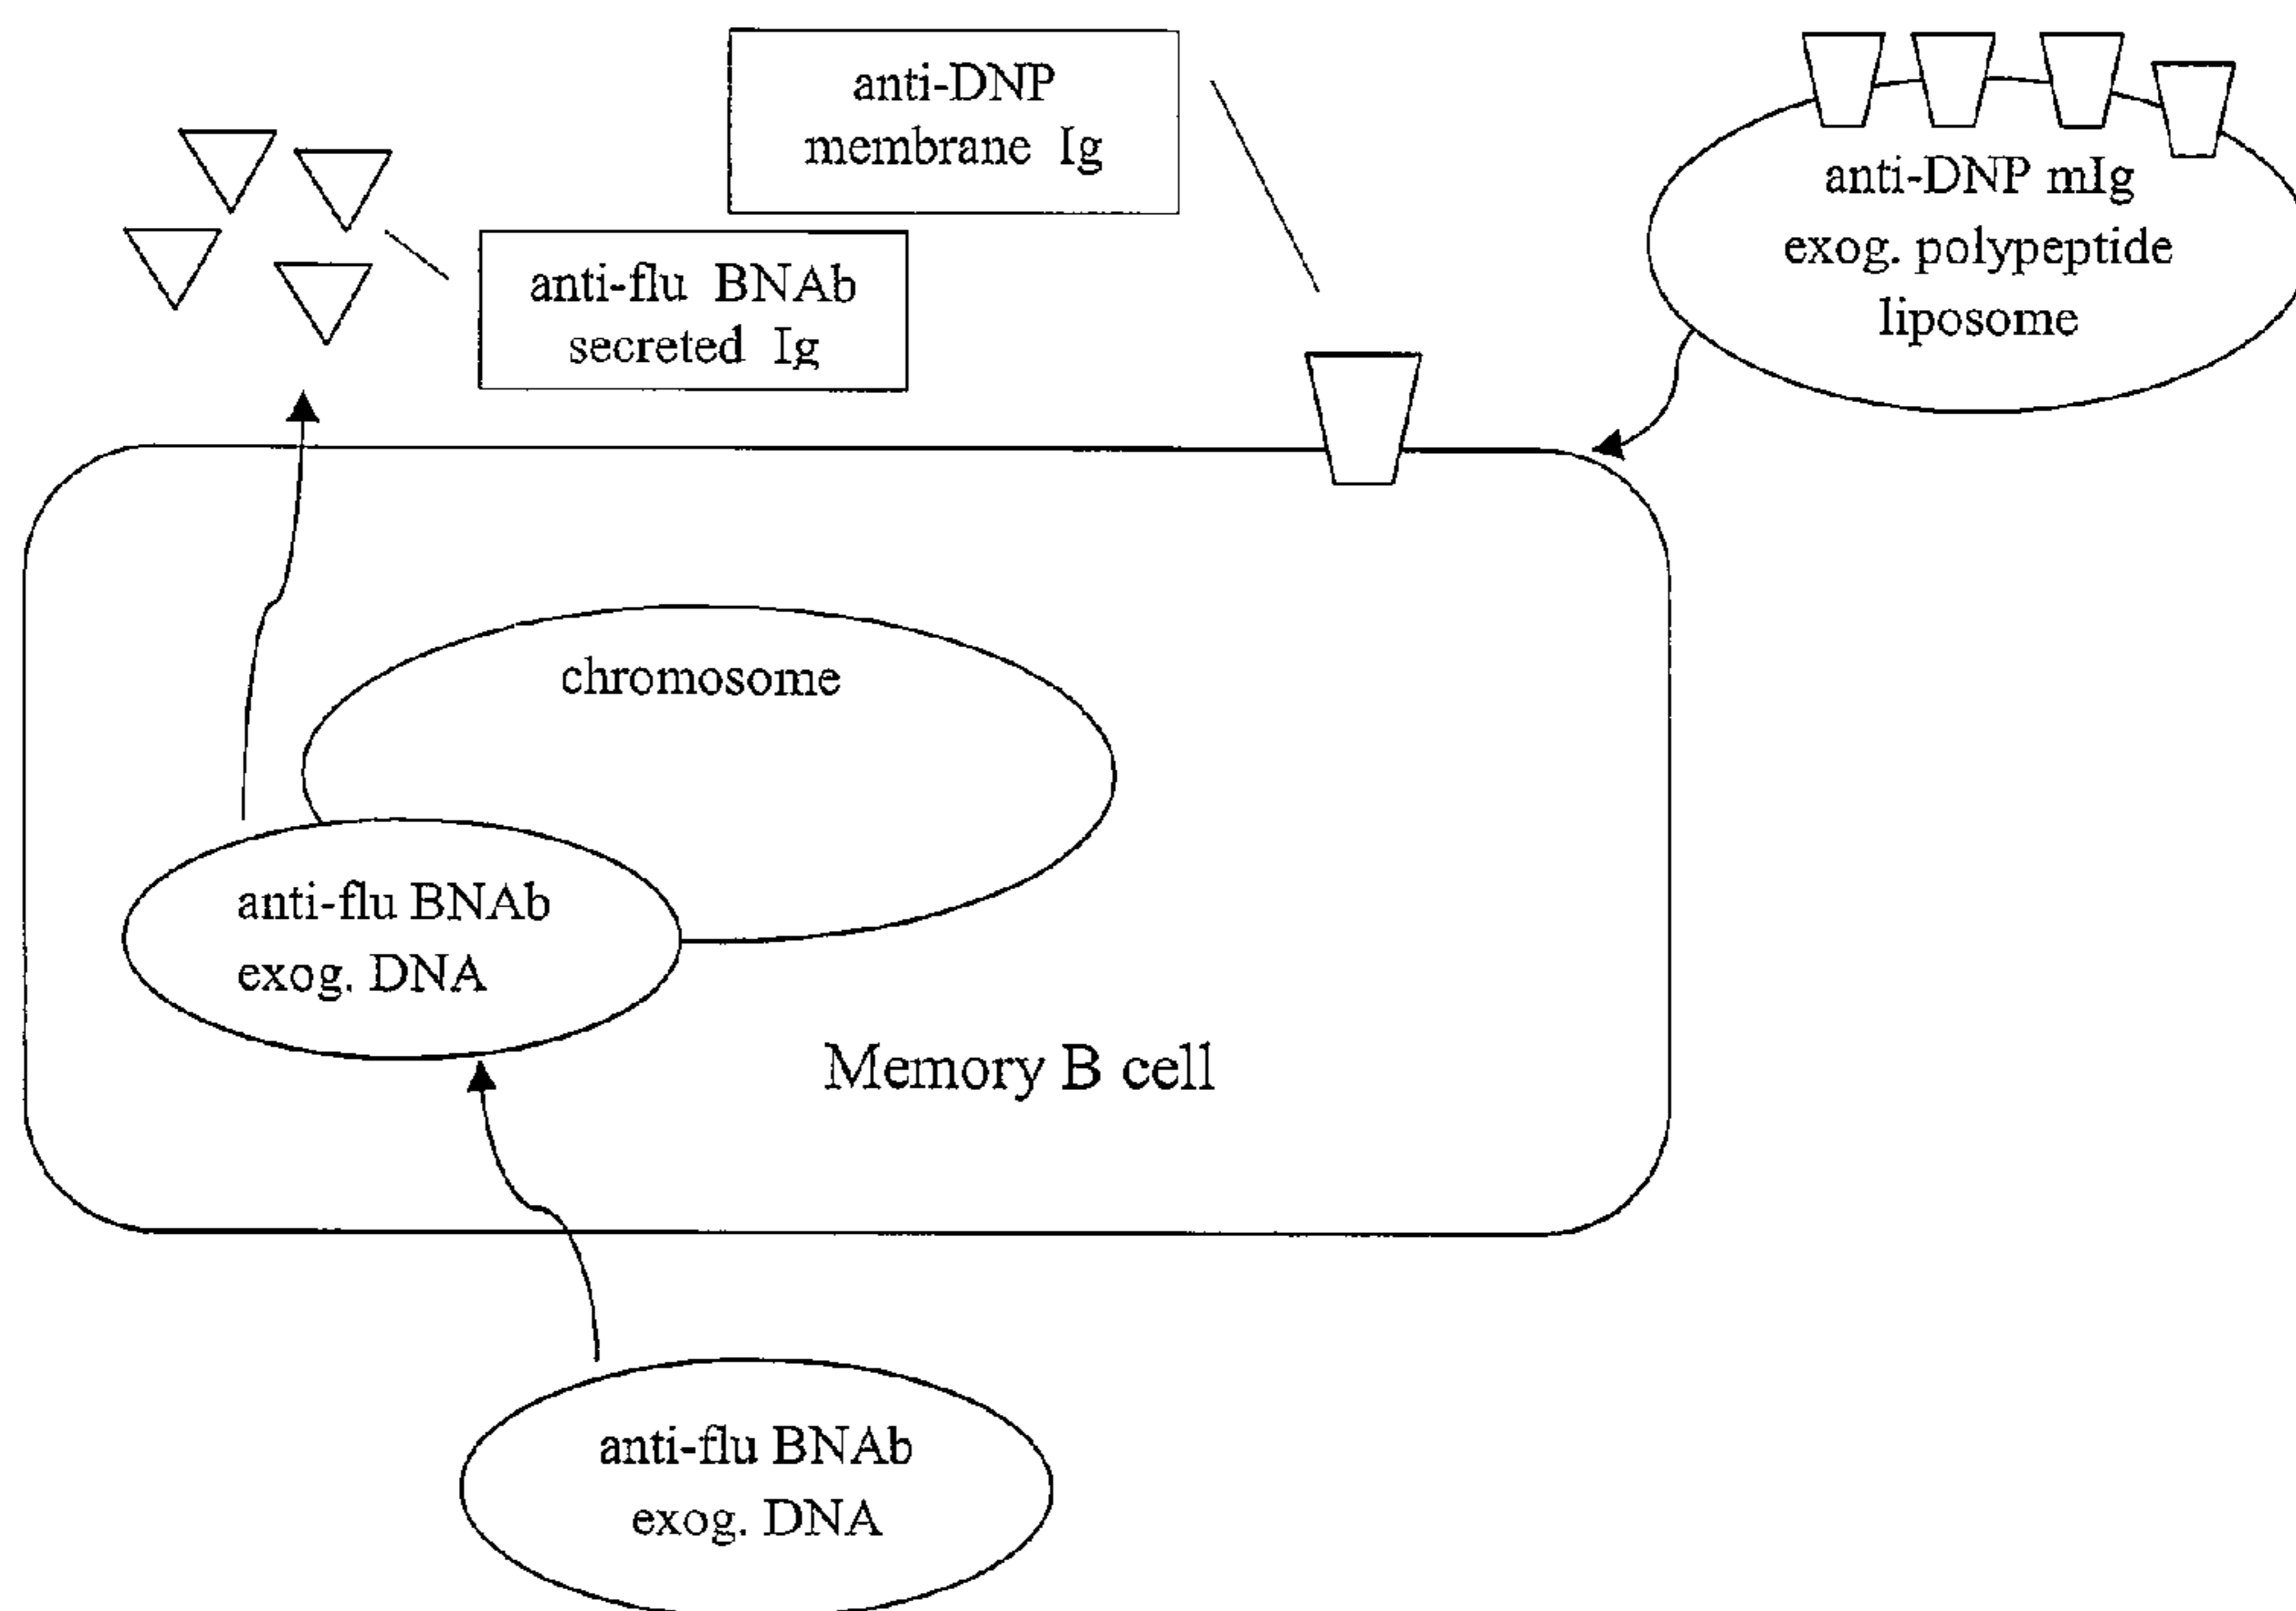 anti-DNP
membrane Ig
anti-DNP mIg
exog. polypeptide
liposome
anti-flu BNAb
secreted Ig
chromosome
anti-flu BNAb
exog. DNA
Memory B cell
anti-flu BNAb
exog. DNA